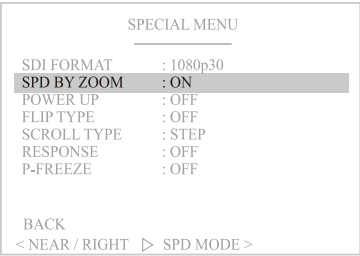 SPECIAL MENU
SDI FORMAT : 1080p30
SPD BY ZOOM : ON
POWER UP : OFF
FLIP TYPE : OFF
SCROLL TYPE : STEP
RESPONSE : OFF
P-FREEZE : OFF
BACK
< NEAR / RIGHT ▷ SPD MODE >